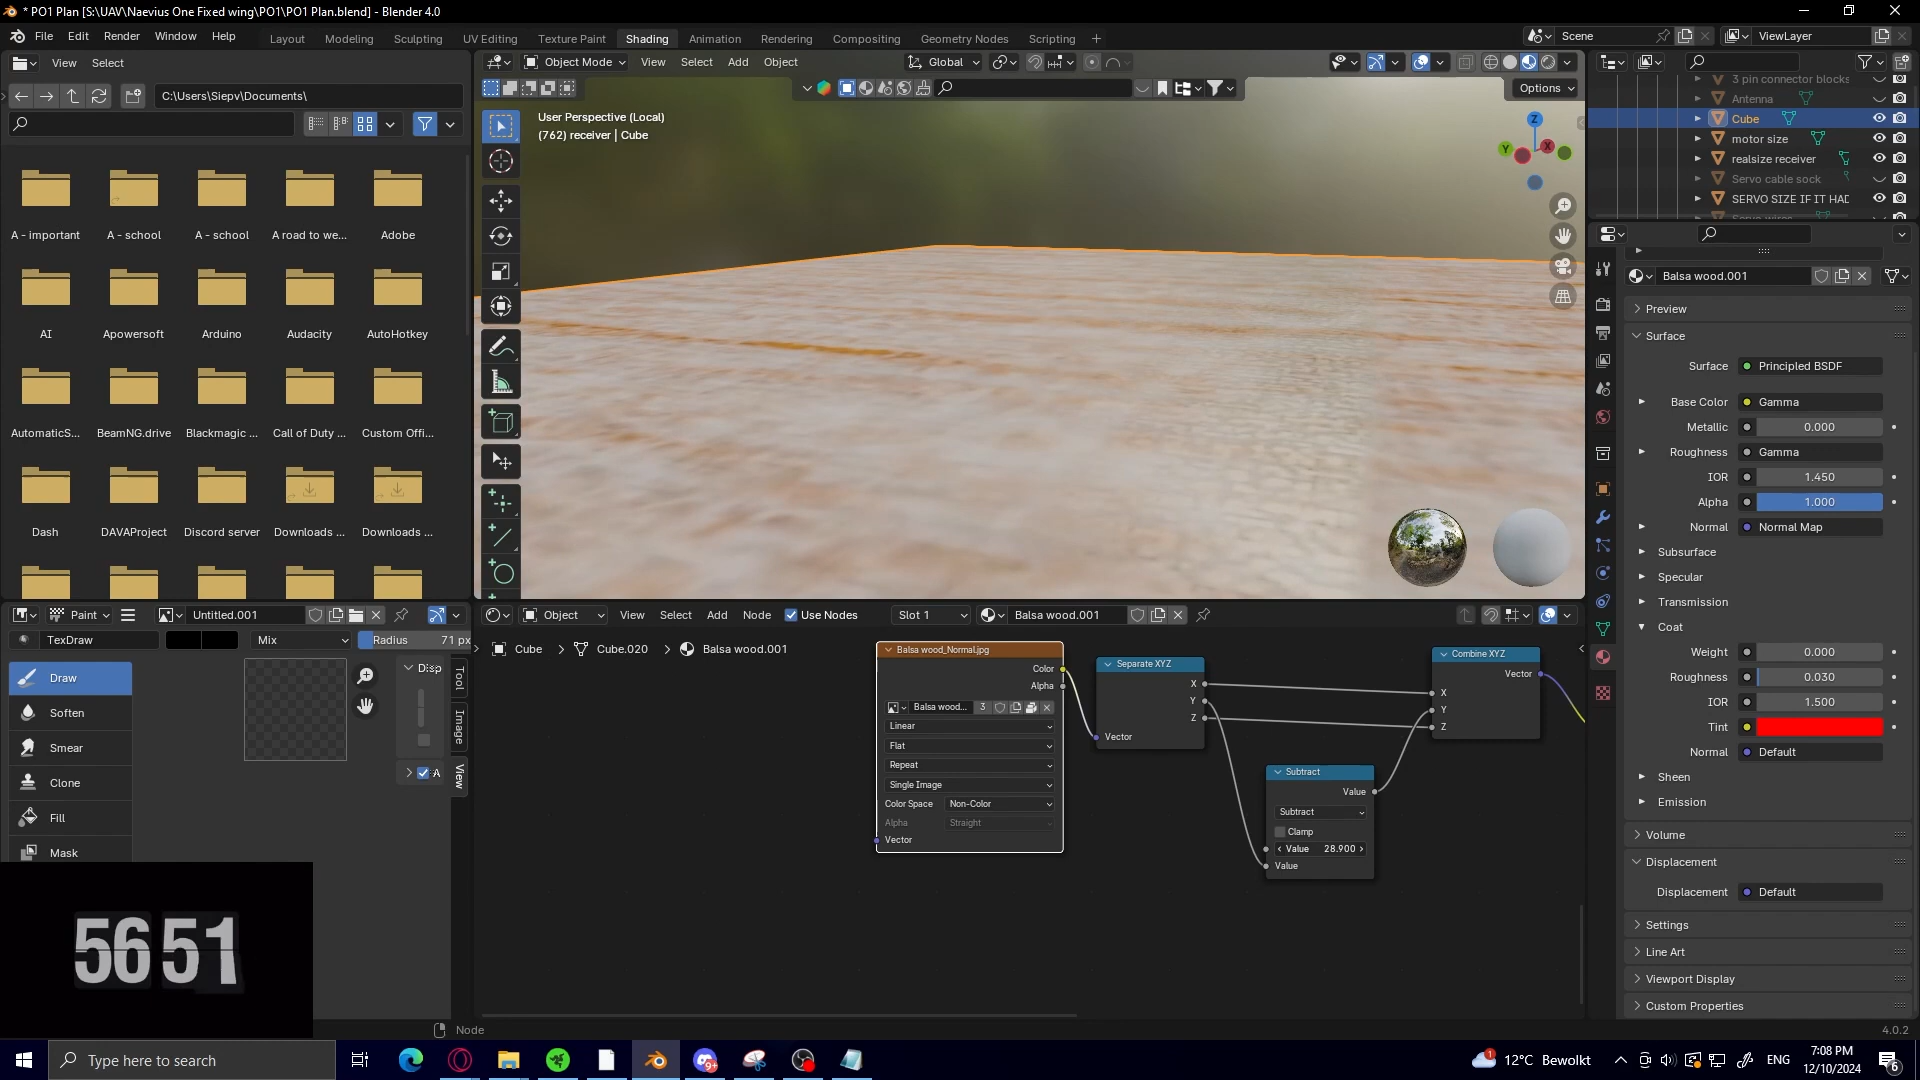 * PO1 Plan [S:\UAV\Naevius One Fixed wing\PO1\PO1 Plan.blend] - Blender 4.0
File Edit Render Window Help
Layout Modeling Sculpting UV Editing Texture Paint Shading Animation Rendering Compositing Geometry Nodes Scripting
Scene
ViewLayer
View Select
C:\Users\Siepv\Documents\
Object Mode View Select Add Object
Global
Options
User Perspective (Local)
(762) receiver | Cube
Z
Y
X
A - important A - school A - school A road to we... Adobe
AI Apowersoft Arduino Audacity AutoHotkey
AutomaticS... BeamNG.drive Blackmagic ... Call of Duty ... Custom Offi...
Dash DAVAProject Discord server Downloads ... Downloads ...
3 pin connector blocks
Antenna
Cube
motor size
realsize receiver
Servo cable sock
SERVO SIZE IF IT HAD
Servo wires
Balsa wood.001
Preview
Surface
Surface Principled BSDF
Base Color Gamma
Metallic 0.000
Roughness Gamma
IOR 1.450
Alpha 1.000
Normal Normal Map
Subsurface
Specular
Transmission
Coat
Weight 0.000
Roughness 0.030
IOR 1.500
Tint
Normal Default
Sheen
Emission
Volume
Displacement
Displacement Default
Settings
Line Art
Viewport Display
Custom Properties
4.0.2
Paint
Untitled.001
TexDraw
Mix
Radius 71 px
Draw
Soften
Smear
Clone
Fill
Mask
Disp
A
Tool
Image
View
56 51
Object View Select Add Node Use Nodes Slot 1 Balsa wood.001
Cube > Cube.020 > Balsa wood.001
Balsa wood_Normal.jpg
Color
Alpha
Balsa wood... 3
Linear
Flat
Repeat
Single Image
Color Space Non-Color
Alpha Straight
Vector
Separate XYZ
X
Y
Z
Vector
Subtract
Value
Subtract
Clamp
Value 28.900
Value
Combine XYZ
Vector
X
Y
Z
Node
Type here to search
9+
1
12°C Bewolkt
ENG
7:08 PM
12/10/2024
6